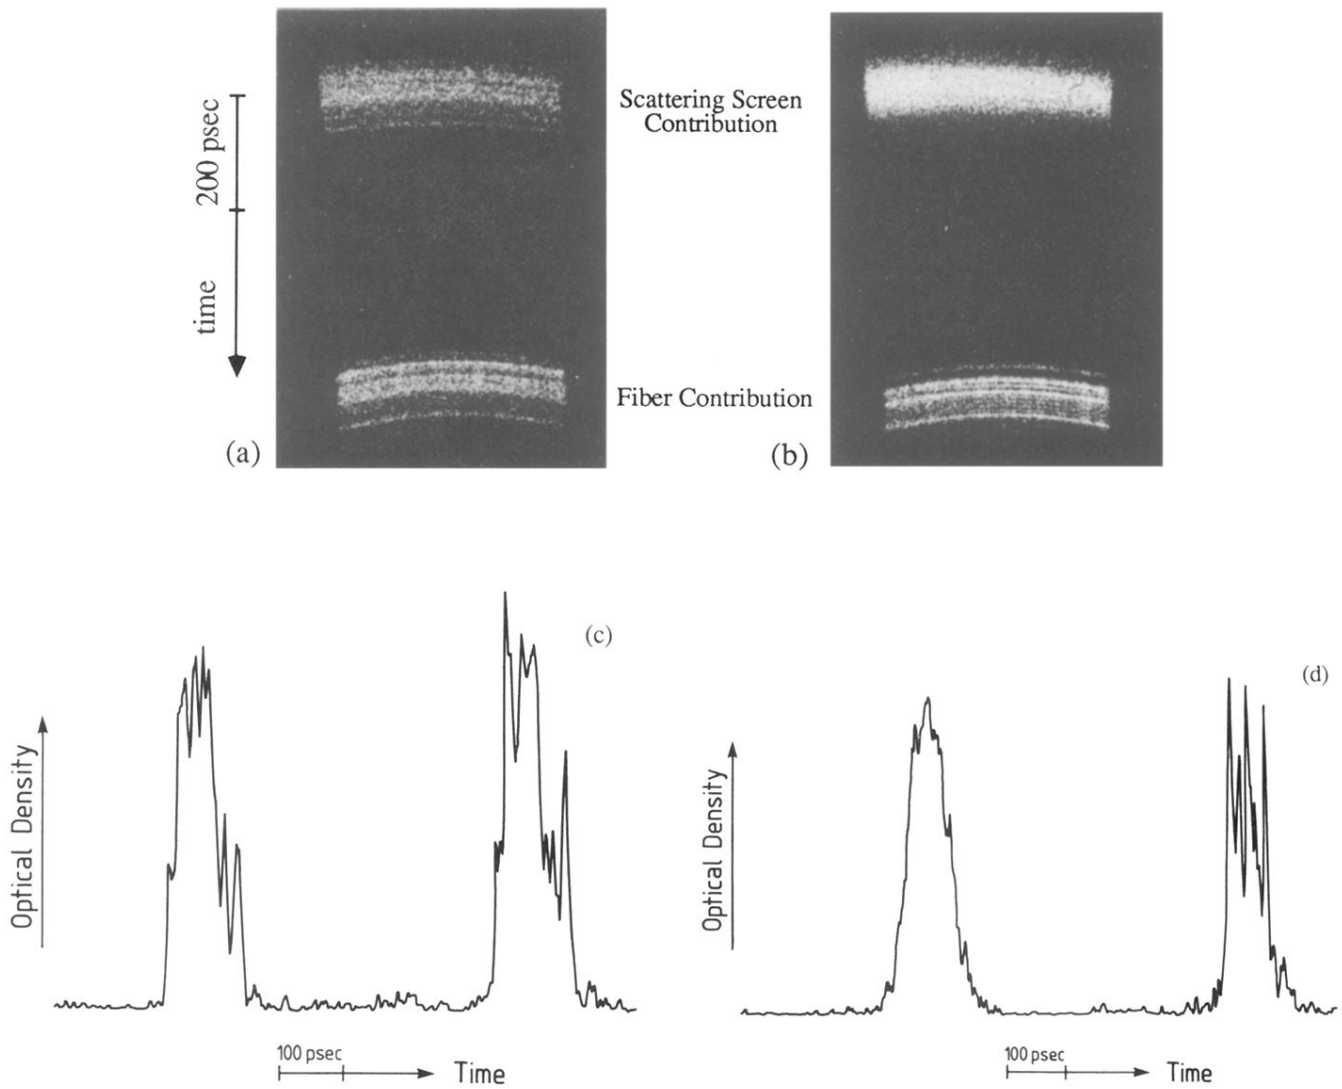 200 psec
time
Scattering Screen
Contribution
Fiber Contribution
(a)
(b)
(c)
(d)
Optical Density
Optical Density
100 psec
Time
100 psec
Time